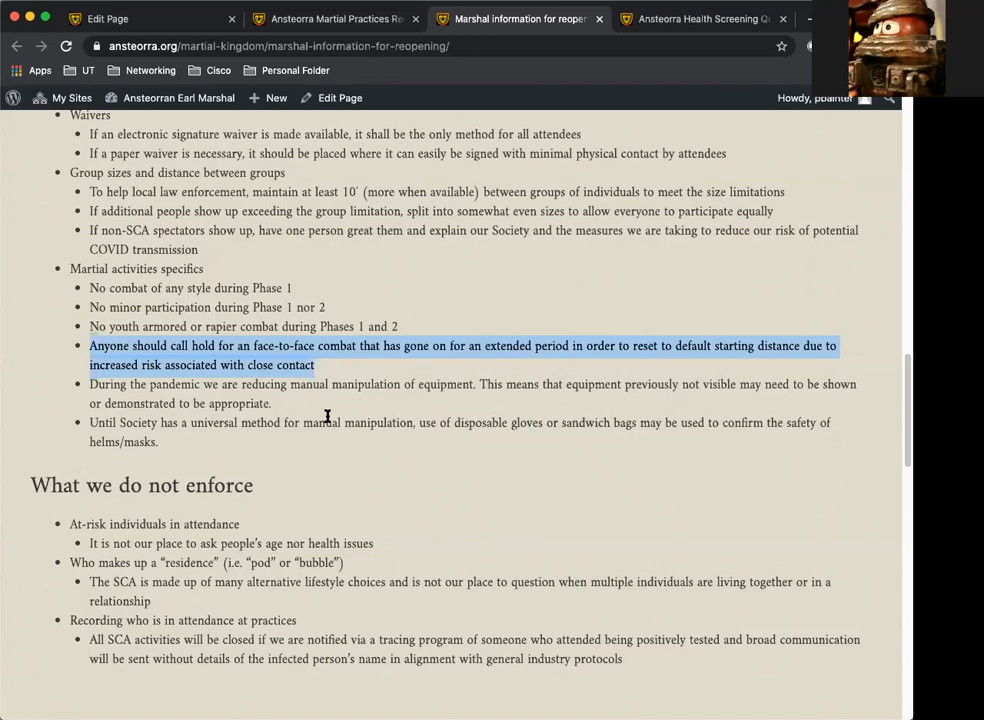 Edit Page
Ansteorra Martial Practices Re
Marshal information for reoper
Ansteorra Health Screening Qu
ansteorra.org/martial-kingdom/marshal-information-for-reopening/
Apps UT Networking Cisco Personal Folder
My Sites Ansteorran Earl Marshal New Edit Page Howdy, pbainter
Waivers
If an electronic signature waiver is made available, it shall be the only method for all attendees
If a paper waiver is necessary, it should be placed where it can easily be signed with minimal physical contact by attendees
Group sizes and distance between groups
To help local law enforcement, maintain at least 10' (more when available) between groups of individuals to meet the size limitations
If additional people show up exceeding the group limitation, split into somewhat even sizes to allow everyone to participate equally
If non-SCA spectators show up, have one person great them and explain our Society and the measures we are taking to reduce our risk of potential
COVID transmission
Martial activities specifics
No combat of any style during Phase 1
No minor participation during Phase 1 nor 2
No youth armored or rapier combat during Phases 1 and 2
Anyone should call hold for an face-to-face combat that has gone on for an extended period in order to reset to default starting distance due to
increased risk associated with close contact
During the pandemic we are reducing manual manipulation of equipment. This means that equipment previously not visible may need to be shown
or demonstrated to be appropriate.
Until Society has a universal method for manual manipulation, use of disposable gloves or sandwich bags may be used to confirm the safety of
helms/masks.
What we do not enforce
At-risk individuals in attendance
It is not our place to ask people's age nor health issues
Who makes up a “residence” (i.e. “pod” or “bubble”)
The SCA is made up of many alternative lifestyle choices and is not our place to question when multiple individuals are living together or in a
relationship
Recording who is in attendance at practices
All SCA activities will be closed if we are notified via a tracing program of someone who attended being positively tested and broad communication
will be sent without details of the infected person's name in alignment with general industry protocols